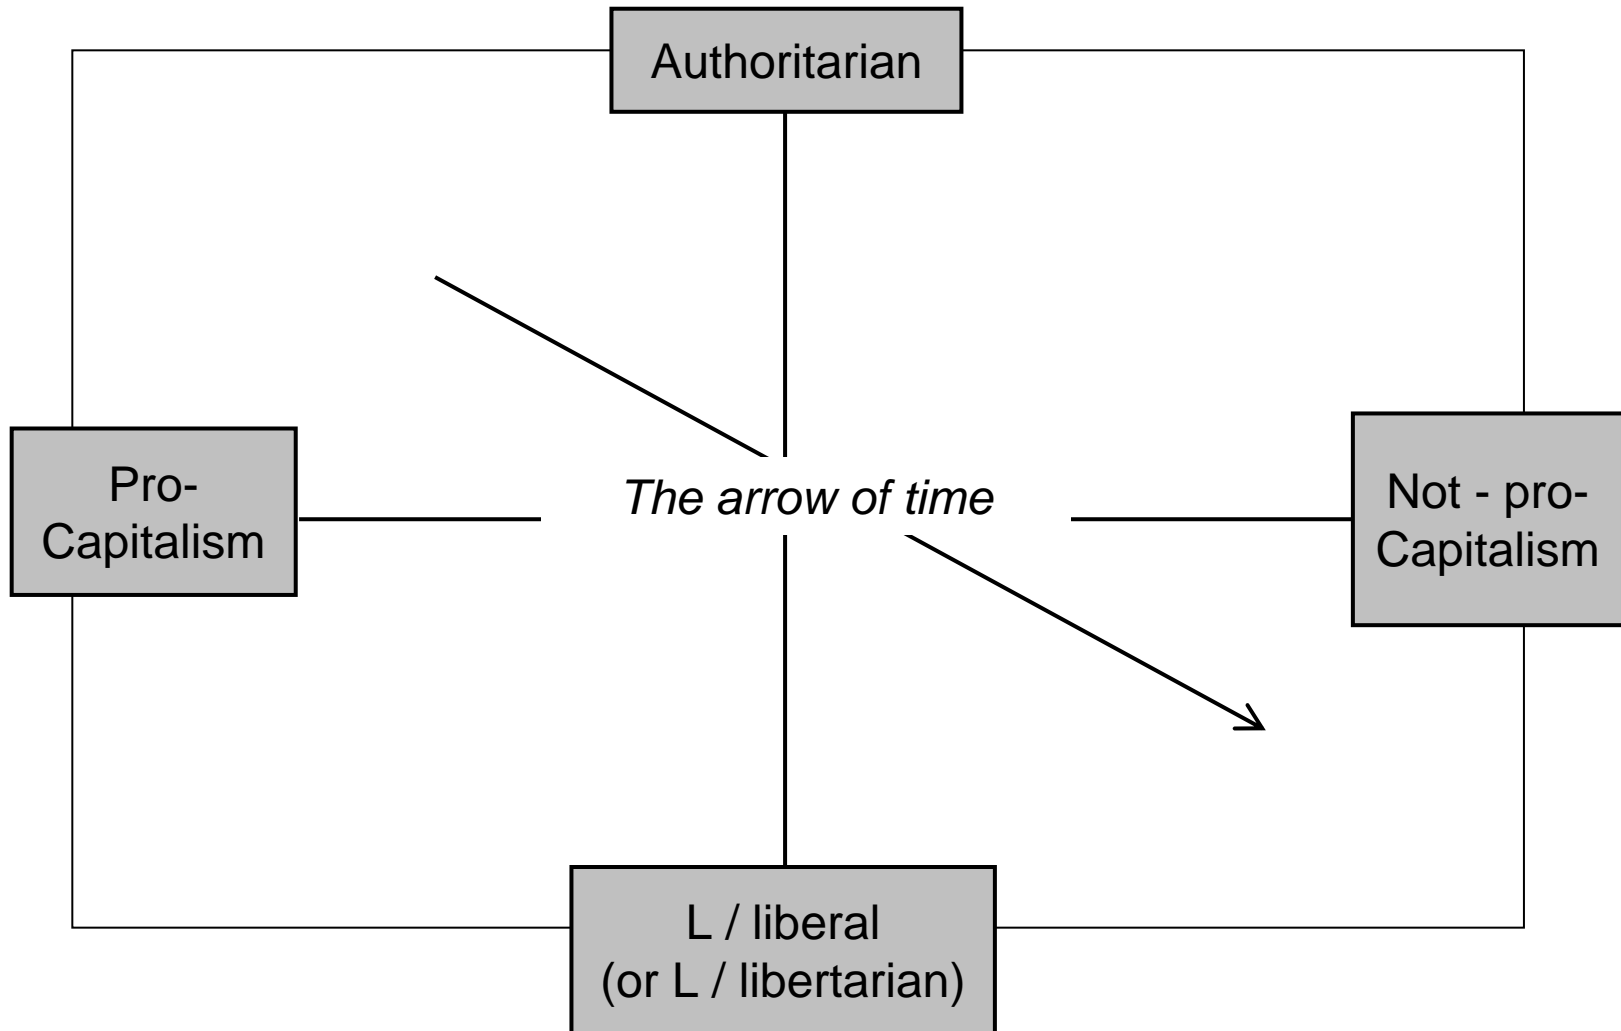 Authoritarian
Pro-
Capitalism
The arrow of time
Not - pro-
Capitalism
L / liberal
(or L / libertarian)